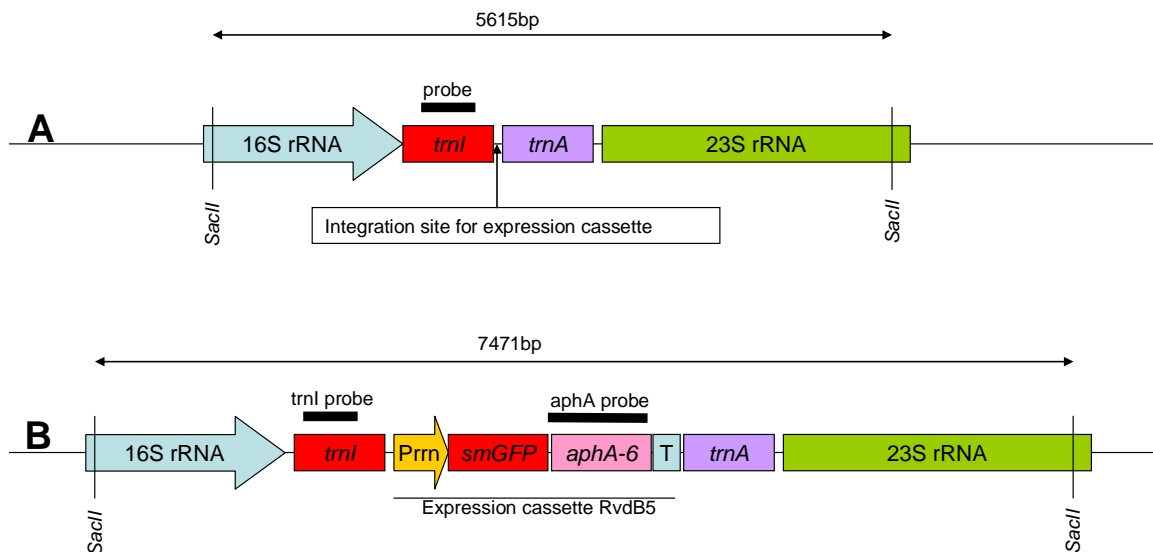 5615bp
probe
A
16S rRNA
trnI
trnA
23S rRNA
SacII
SacII
Integration site for expression cassette
7471bp
trnI probe
aphA probe
B
16S rRNA
trnI
Prrn
smGFP
aphA-6
T
trnA
23S rRNA
Expression cassette RvdB5
SacII
SacII